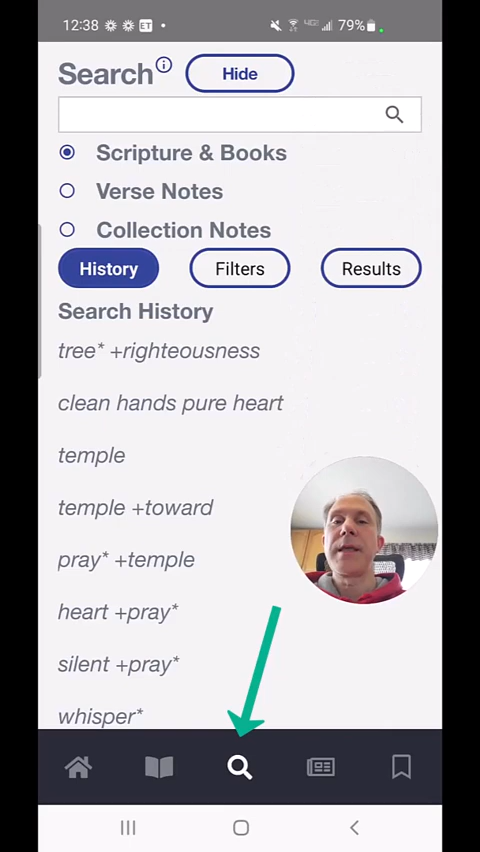 12:38 ET 79%
Search Hide
Scripture & Books
Verse Notes
Collection Notes
History Filters Results
Search History
tree* +righteousness
clean hands pure heart
temple
temple +toward
pray* +temple
heart +pray*
silent +pray*
whisper*